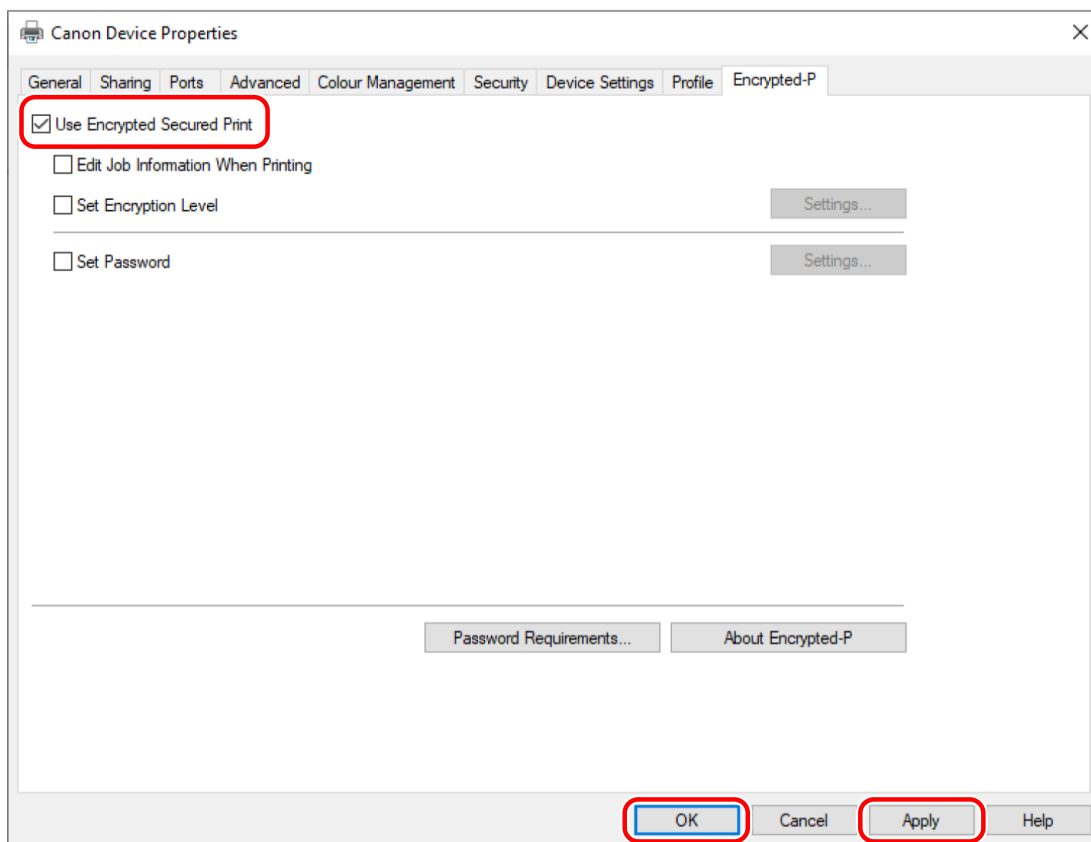 Canon Device Properties
General Sharing Ports Advanced Colour Management Security Device Settings Profile Encrypted-P
Use Encrypted Secured Print
Edit Job Information When Printing
Set Encryption Level Settings...
Set Password Settings...
Password Requirements... About Encrypted-P
OK Cancel Apply Help